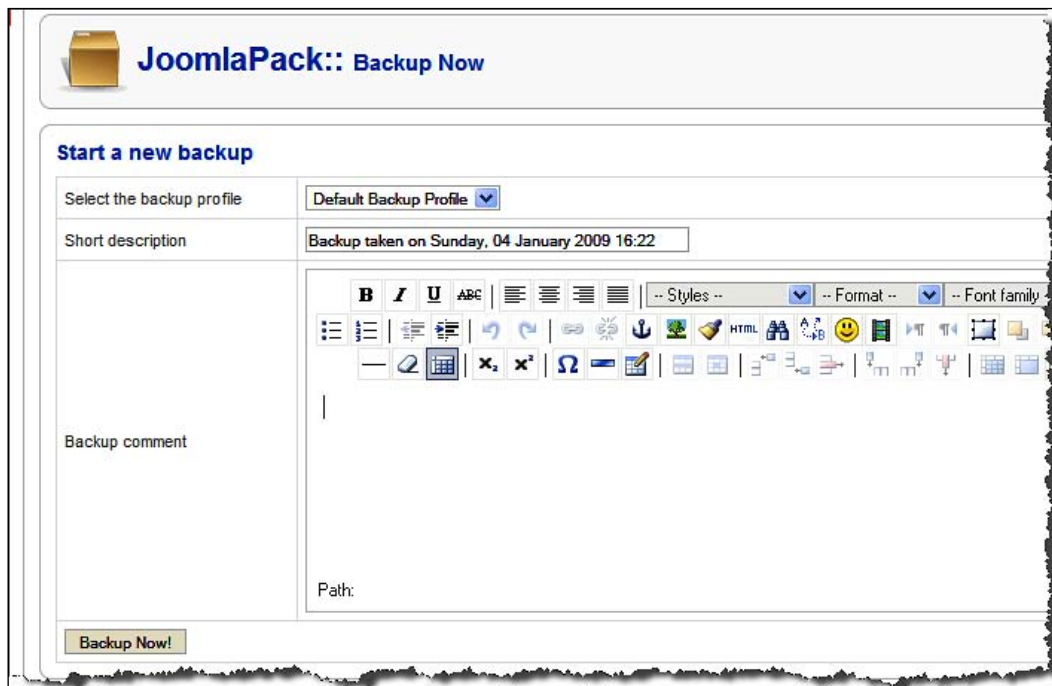 JoomlaPack:: Backup Now
Start a new backup
Select the backup profile
Default Backup Profile
Short description
Backup taken on Sunday, 04 January 2009 16:22
B I U ABC -- Styles -- -- Format -- -- Font family
HTML
Backup comment
Path:
Backup Now!